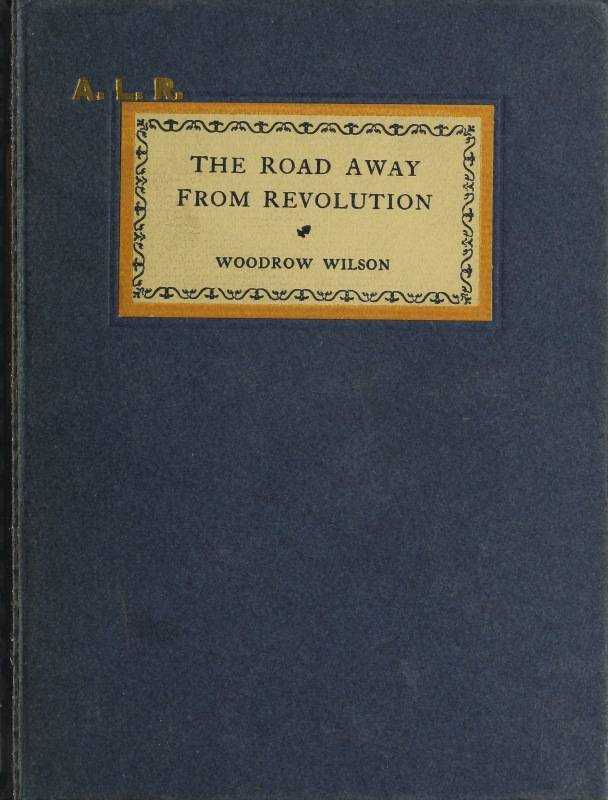 A. L. R.
THE ROAD AWAY
FROM REVOLUTION
WOODROW WILSON